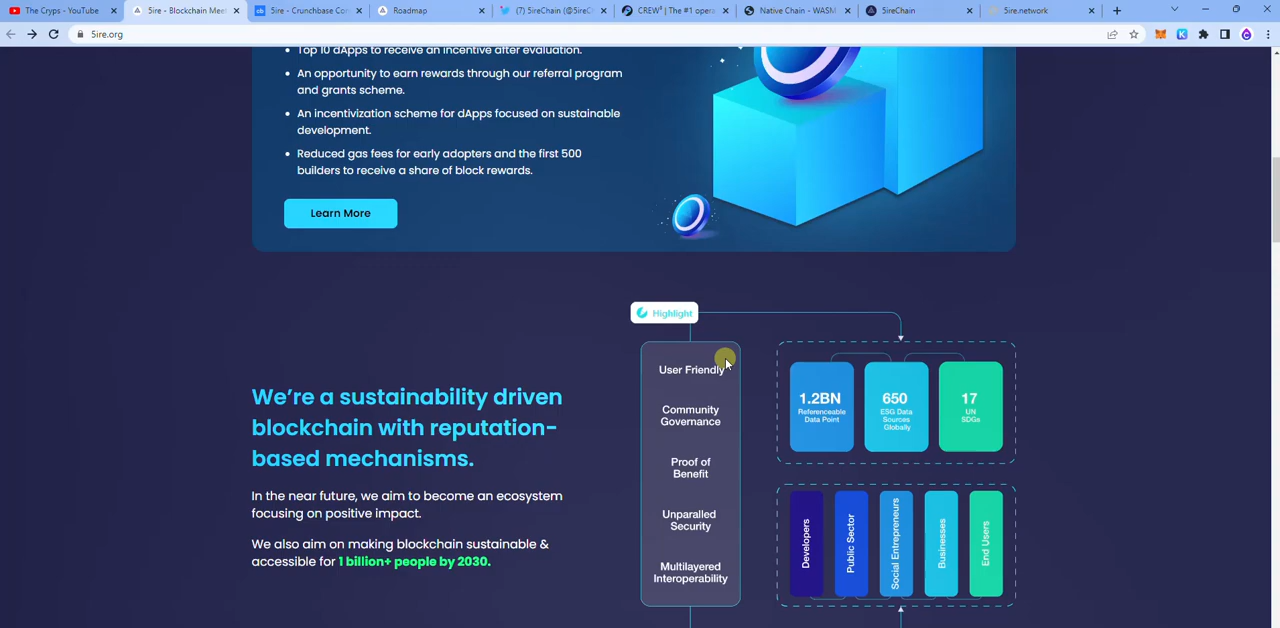 The Cryps - YouTube
5ire - Blockchain Mee
5ire - Crunchbase Co
Roadmap
(7) 5ireChain (@5ireC
CREW³ | The #1 oper
Native Chain - WASM
5ireChain
5ire.network
5ire.org
Top 10 dApps to receive an incentive after evaluation.
An opportunity to earn rewards through our referral program
and grants scheme.
An incentivization scheme for dApps focused on sustainable
development.
Reduced gas fees for early adopters and the first 500
builders to receive a share of block rewards.
Learn More
Highlight
We're a sustainability driven
blockchain with reputation-
based mechanisms.
In the near future, we aim to become an ecosystem
focusing on positive impact.
We also aim on making blockchain sustainable &
accessible for 1 billion+ people by 2030.
User Friendly
Community
Governance
Proof of
Benefit
Unparalled
Security
Multilayered
Interoperability
1.2BN
Referenceable
Data Point
650
ESG Data
Sources
Globally
17
UN
SDGs
Developers
Public Sector
Social Entrepreneurs
Businesses
End Users